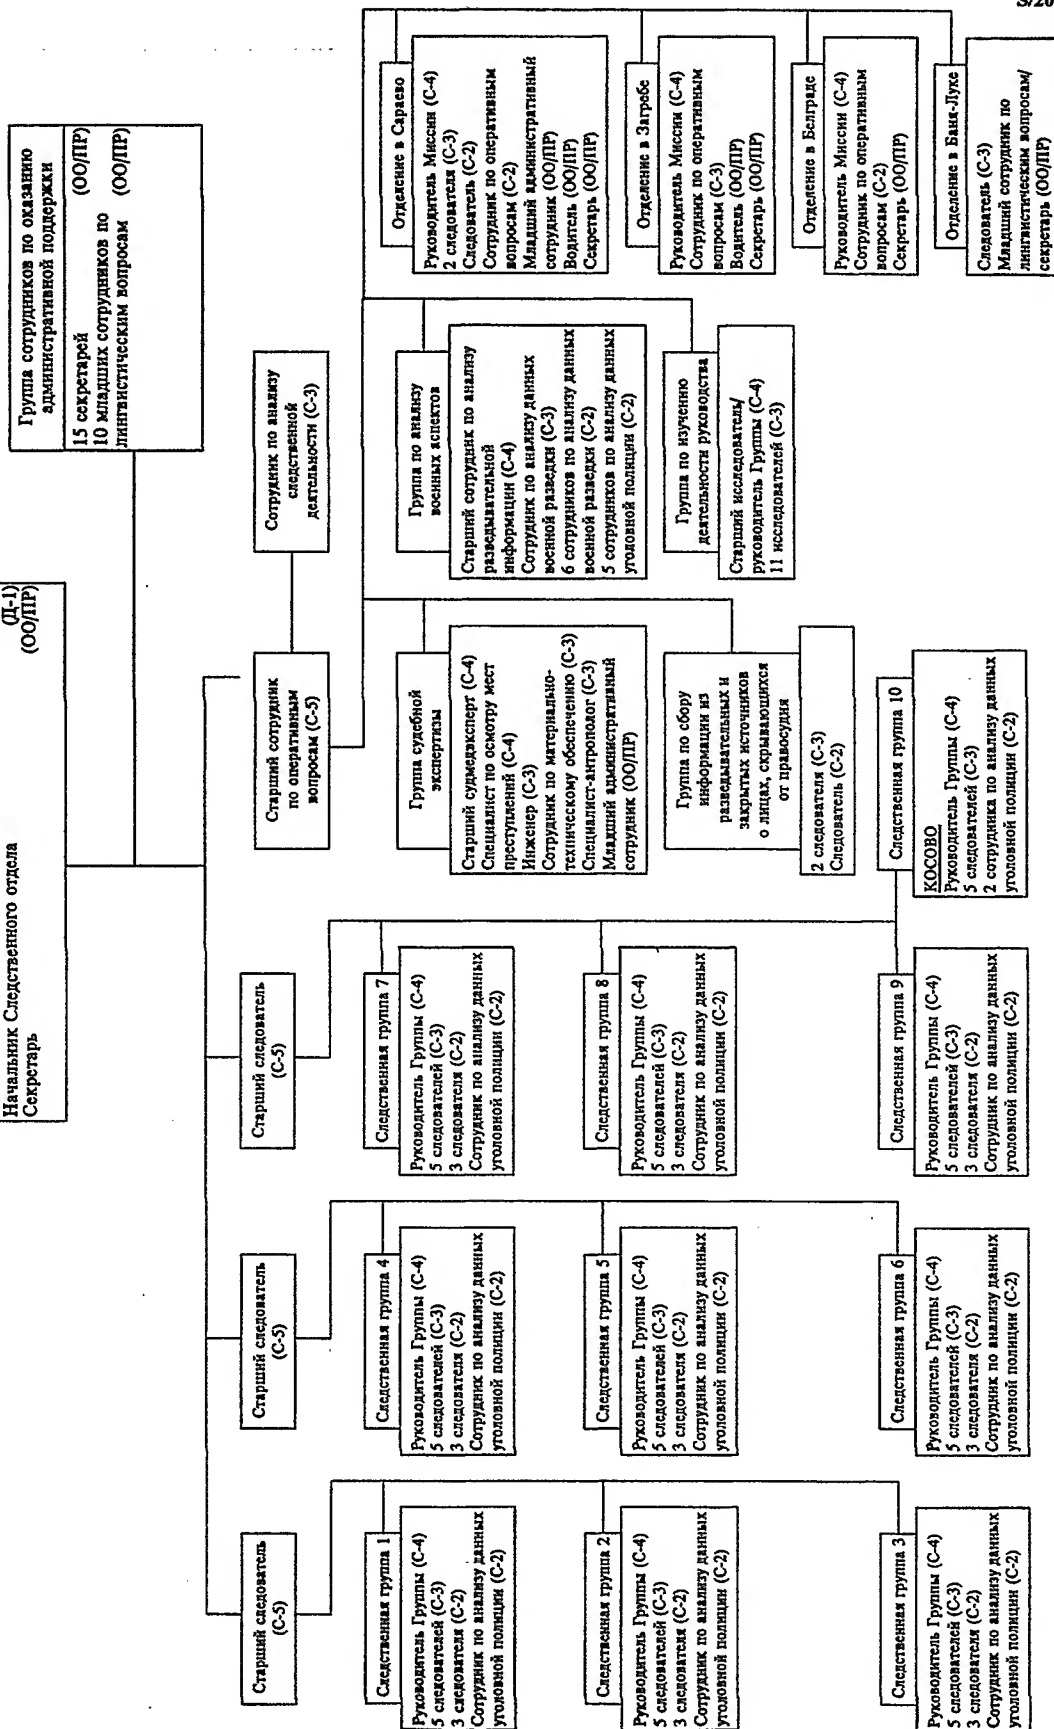 S/20
Начальник Следственного отдела (Д-1)
Секретарь (ОО/ПР)
Группа сотрудников по оказанию
административной поддержки
15 секретарей (ОО/ПР)
10 младших сотрудников по
лингвистическим вопросам (ОО/ПР)
Старший следователь
(С-5)
Старший следователь
(С-5)
Старший следователь
(С-5)
Старший сотрудник
по оперативным
вопросам (С-5)
Сотрудник по анализу
следственной
деятельности (С-3)
Следственная группа 1
Руководитель Группы (С-4)
5 следователей (С-3)
3 следователя (С-2)
Сотрудник по анализу данных
уголовной полиции (С-2)
Следственная группа 2
Руководитель Группы (С-4)
5 следователей (С-3)
3 следователя (С-2)
Сотрудник по анализу данных
уголовной полиции (С-2)
Следственная группа 3
Руководитель Группы (С-4)
5 следователей (С-3)
3 следователя (С-2)
Сотрудник по анализу данных
уголовной полиции (С-2)
Следственная группа 4
Руководитель Группы (С-4)
5 следователей (С-3)
3 следователя (С-2)
Сотрудник по анализу данных
уголовной полиции (С-2)
Следственная группа 5
Руководитель Группы (С-4)
5 следователей (С-3)
3 следователя (С-2)
Сотрудник по анализу данных
уголовной полиции (С-2)
Следственная группа 6
Руководитель Группы (С-4)
5 следователей (С-3)
3 следователя (С-2)
Сотрудник по анализу данных
уголовной полиции (С-2)
Следственная группа 7
Руководитель Группы (С-4)
5 следователей (С-3)
3 следователя (С-2)
Сотрудник по анализу данных
уголовной полиции (С-2)
Следственная группа 8
Руководитель Группы (С-4)
5 следователей (С-3)
3 следователя (С-2)
Сотрудник по анализу данных
уголовной полиции (С-2)
Следственная группа 9
Руководитель Группы (С-4)
5 следователей (С-3)
3 следователя (С-2)
Сотрудник по анализу данных
уголовной полиции (С-2)
Следственная группа 10
КОСОВО
Руководитель Группы (С-4)
5 следователей (С-3)
2 сотрудника по анализу данных
уголовной полиции (С-2)
Группа судебной
экспертизы
Старший судмедэксперт (С-4)
Специалист по осмотру мест
преступлений (С-4)
Инженер (С-3)
Сотрудник по материально-
техническому обеспечению (С-3)
Специалист-антрополог (С-3)
Младший административный
сотрудник (ОО/ПР)
Группа по сбору
информации из
разведывательных и
закрытых источников
о лицах, скрывающихся
от правосудия
2 следователя (С-3)
Следователь (С-2)
Группа по анализу
военных аспектов
Старший сотрудник по анализу
разведывательной
информации (С-4)
Сотрудник по анализу данных
военной разведки (С-3)
6 сотрудников по анализу данных
военной разведки (С-2)
5 сотрудников по анализу данных
уголовной полиции (С-2)
Группа по изучению
деятельности руководства
Старший исследователь/
руководитель Группы (С-4)
11 исследователей (С-3)
Отделение в Сараево
Руководитель Миссии (С-4)
2 следователя (С-3)
Следователь (С-2)
Сотрудник по оперативным
вопросам (С-2)
Младший административный
сотрудник (ОО/ПР)
Водитель (ОО/ПР)
Секретарь (ОО/ПР)
Отделение в Загребе
Руководитель Миссии (С-4)
Сотрудник по оперативным
вопросам (С-3)
Водитель (ОО/ПР)
Секретарь (ОО/ПР)
Отделение в Белграде
Руководитель Миссии (С-4)
Сотрудник по оперативным
вопросам (С-2)
Секретарь (ОО/ПР)
Отделение в Баня-Луке
Следователь (С-3)
Младший сотрудник по
лингвистическим вопросам/
секретарь (ОО/ПР)